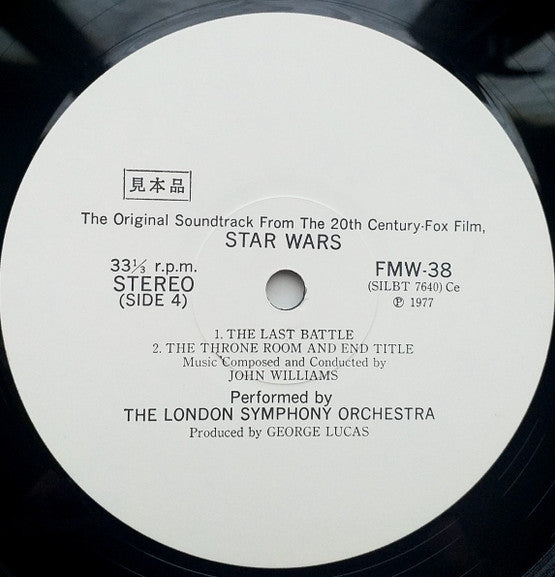 見本品
The Original Soundtrack From The 20th Century-Fox Film,
STAR WARS
33⅓ r.p.m.
STEREO
(SIDE 4)
FMW-38
(SILBT 7640) Ce
℗ 1977
1. THE LAST BATTLE
2. THE THRONE ROOM AND END TITLE
Music Composed and Conducted by
JOHN WILLIAMS
Performed by
THE LONDON SYMPHONY ORCHESTRA
Produced by GEORGE LUCAS